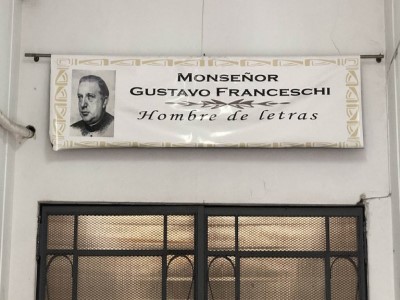 MONSEÑOR
GUSTAVO FRANCESCHI
Hombre de letras